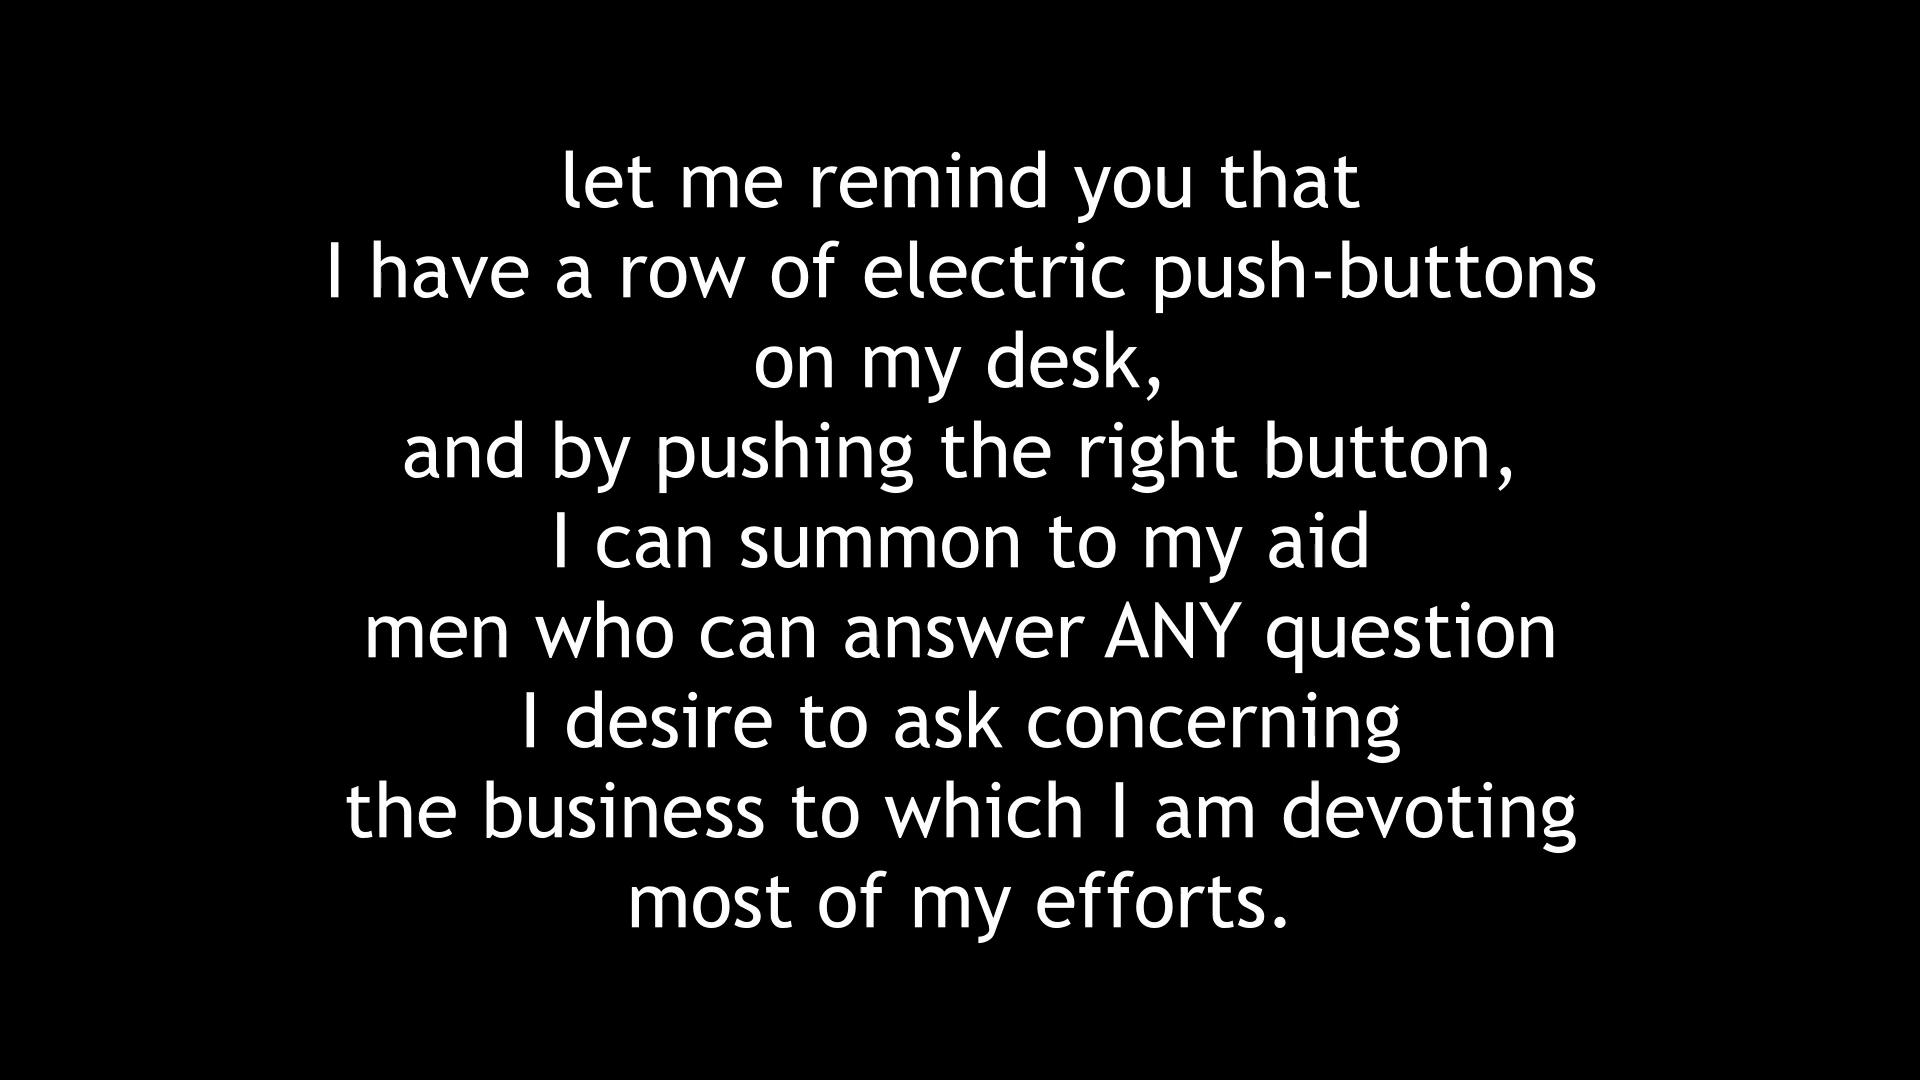 let me remind you that
I have a row of electric push-buttons
on my desk,
and by pushing the right button,
I can summon to my aid
men who can answer ANY question
I desire to ask concerning
the business to which I am devoting
most of my efforts.